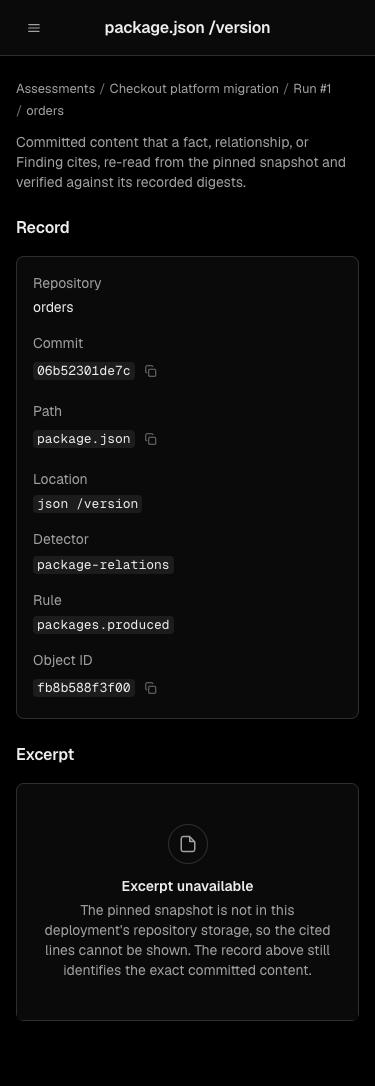 package.json /version
Assessments / Checkout platform migration / Run #1
/ orders
Committed content that a fact, relationship, or
Finding cites, re-read from the pinned snapshot and
verified against its recorded digests.
Record
Repository
orders
Commit
06b52301de7c
Path
package.json
Location
json /version
Detector
package-relations
Rule
packages.produced
Object ID
fb8b588f3f00
Excerpt
Excerpt unavailable
The pinned snapshot is not in this
deployment's repository storage, so the cited
lines cannot be shown. The record above still
identifies the exact committed content.